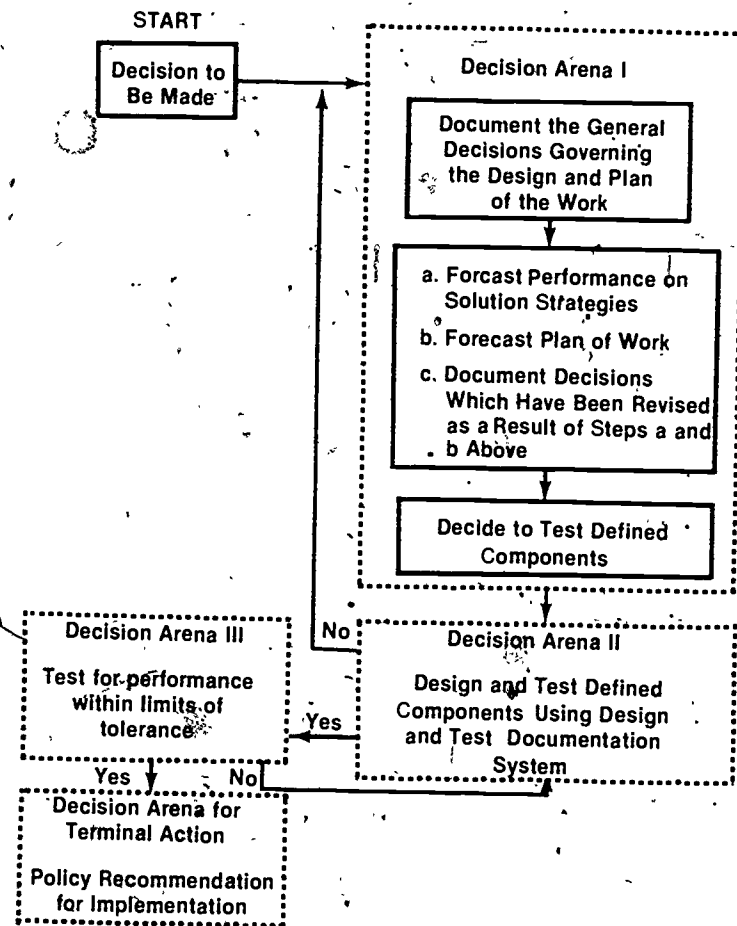 START
Decision to
Be Made
Decision Arena I
Document the General
Decisions Governing
the Design and Plan
of the Work
a. Forcast Performance on
Solution Strategies
b. Forecast Plan of Work
c. Document Decisions
Which Have Been Revised
as a Result of Steps a and
b Above
Decide to Test Defined
Components
Decision Arena II
Design and Test Defined
Components Using Design
and Test Documentation
System
No
Yes
Decision Arena III
Test for performance
within limits of
tolerance
Yes
No
Decision Arena for
Terminal Action
Policy Recommendation
for Implementation